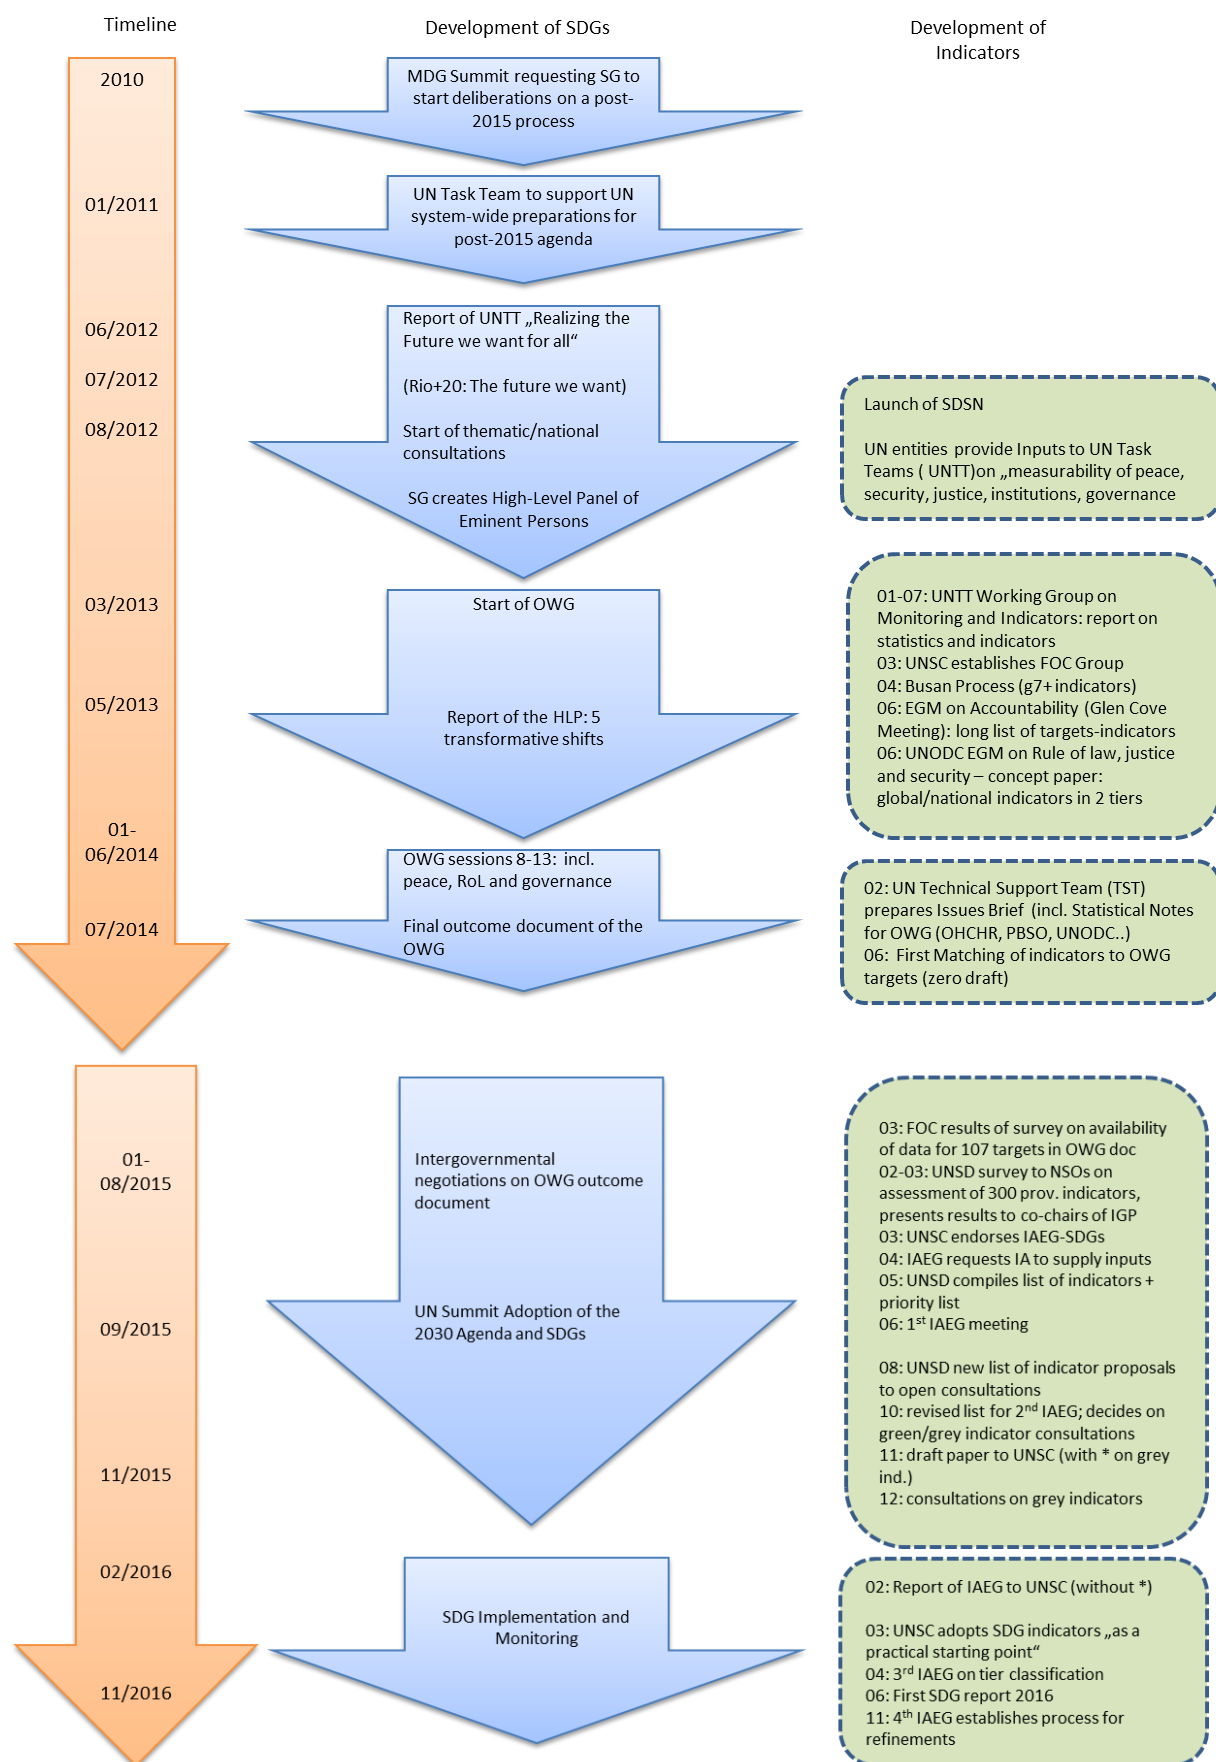 Timeline
Development of SDGs
Development of
Indicators
2010
MDG Summit requesting SG to
start deliberations on a post-
2015 process
01/2011
UN Task Team to support UN
system-wide preparations for
post-2015 agenda
06/2012
07/2012
08/2012
Report of UNTT „Realizing the
Future we want for all“
(Rio+20: The future we want)
Start of thematic/national
consultations
SG creates High-Level Panel of
Eminent Persons
Launch of SDSN
UN entities provide Inputs to UN Task
Teams ( UNTT)on „measurability of peace,
security, justice, institutions, governance
03/2013
05/2013
Start of OWG
Report of the HLP: 5
transformative shifts
01-07: UNTT Working Group on
Monitoring and Indicators: report on
statistics and indicators
03: UNSC establishes FOC Group
04: Busan Process (g7+ indicators)
06: EGM on Accountability (Glen Cove
Meeting): long list of targets-indicators
06: UNODC EGM on Rule of law, justice
and security – concept paper:
global/national indicators in 2 tiers
01-
06/2014
07/2014
OWG sessions 8-13: incl.
peace, RoL and governance
Final outcome document of the
OWG
02: UN Technical Support Team (TST)
prepares Issues Brief (incl. Statistical Notes
for OWG (OHCHR, PBSO, UNODC..)
06: First Matching of indicators to OWG
targets (zero draft)
01-
08/2015
09/2015
11/2015
Intergovernmental
negotiations on OWG outcome
document
UN Summit Adoption of the
2030 Agenda and SDGs
03: FOC results of survey on availability
of data for 107 targets in OWG doc
02-03: UNSD survey to NSOs on
assessment of 300 prov. indicators,
presents results to co-chairs of IGP
03: UNSC endorses IAEG-SDGs
04: IAEG requests IA to supply inputs
05: UNSD compiles list of indicators +
priority list
06: 1st IAEG meeting
08: UNSD new list of indicator proposals
to open consultations
10: revised list for 2nd IAEG; decides on
green/grey indicator consultations
11: draft paper to UNSC (with * on grey
ind.)
12: consultations on grey indicators
02/2016
11/2016
SDG Implementation and
Monitoring
02: Report of IAEG to UNSC (without *)
03: UNSC adopts SDG indicators „as a
practical starting point“
04: 3rd IAEG on tier classification
06: First SDG report 2016
11: 4th IAEG establishes process for
refinements